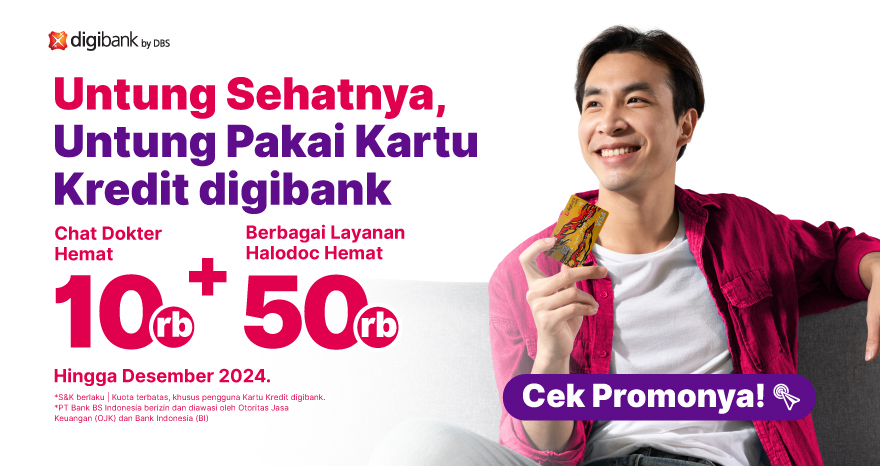 digibank by DBS
Untung Sehatnya,
Untung Pakai Kartu
Kredit digibank
Chat Dokter
Hemat
10rb
+
Berbagai Layanan
Halodoc Hemat
50rb
Hingga Desember 2024.
*S&K berlaku | Kuota terbatas, khusus pengguna Kartu Kredit digibank.
*PT Bank BS Indonesia berizin dan diawasi oleh Otoritas Jasa
Keuangan (OJK) dan Bank Indonesia (BI)
Cek Promonya!